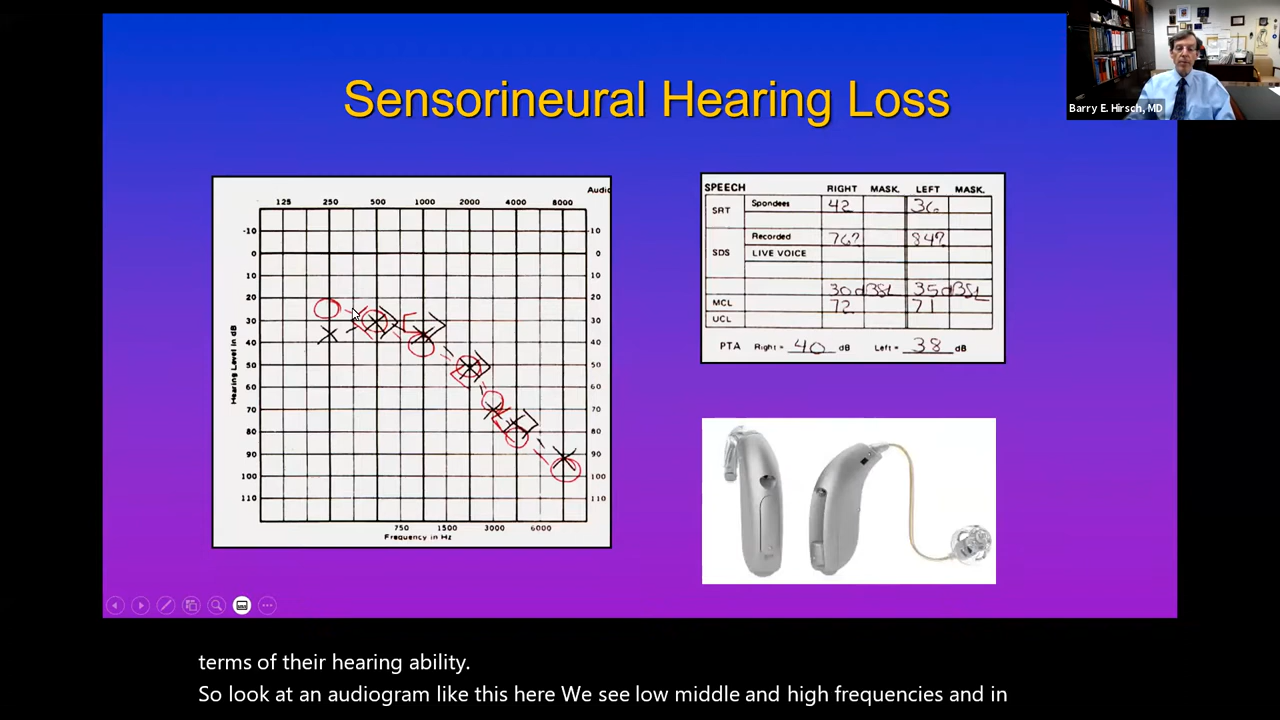 Barry E. Hirsch, MD
Sensorineural Hearing Loss
Audio
125 250 500 1000 2000 4000 8000
-10 10
0 0
10 10
20 20
30 30
40 40
50 50
60 60
70 70
80 80
90 90
100 100
110 110
Hearing Level in dB
750 1500 3000 6000
Frequency in Hz
SPEECH RIGHT MASK. LEFT MASK.
SRT Spondees 42 36
Recorded 76? 84?
SDS LIVE VOICE
30 dBSL 35 dBSL
MCL 72 71
UCL
PTA Right = 40 dB Left = 38 dB
terms of their hearing ability.
So look at an audiogram like this here We see low middle and high frequencies and in